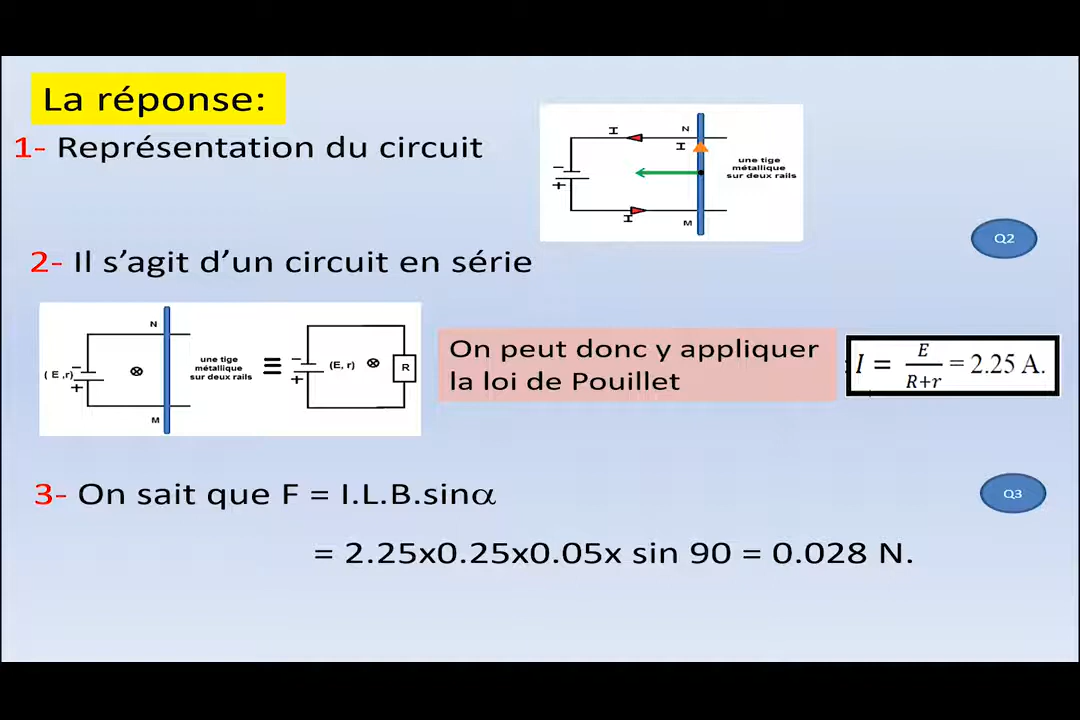 La réponse:
1- Représentation du circuit
I
N
I
−
+
une tige
métallique
sur deux rails
I
M
Q2
2- Il s’agit d’un circuit en série
N
( E ,r)
−
+
⊗
une tige
métallique
sur deux rails
M
≡
−
+
(E, r) ⊗
R
On peut donc y appliquer
la loi de Pouillet
I = E / R+r = 2.25 A.
3- On sait que F = I.L.B.sinα
Q3
= 2.25x0.25x0.05x sin 90 = 0.028 N.